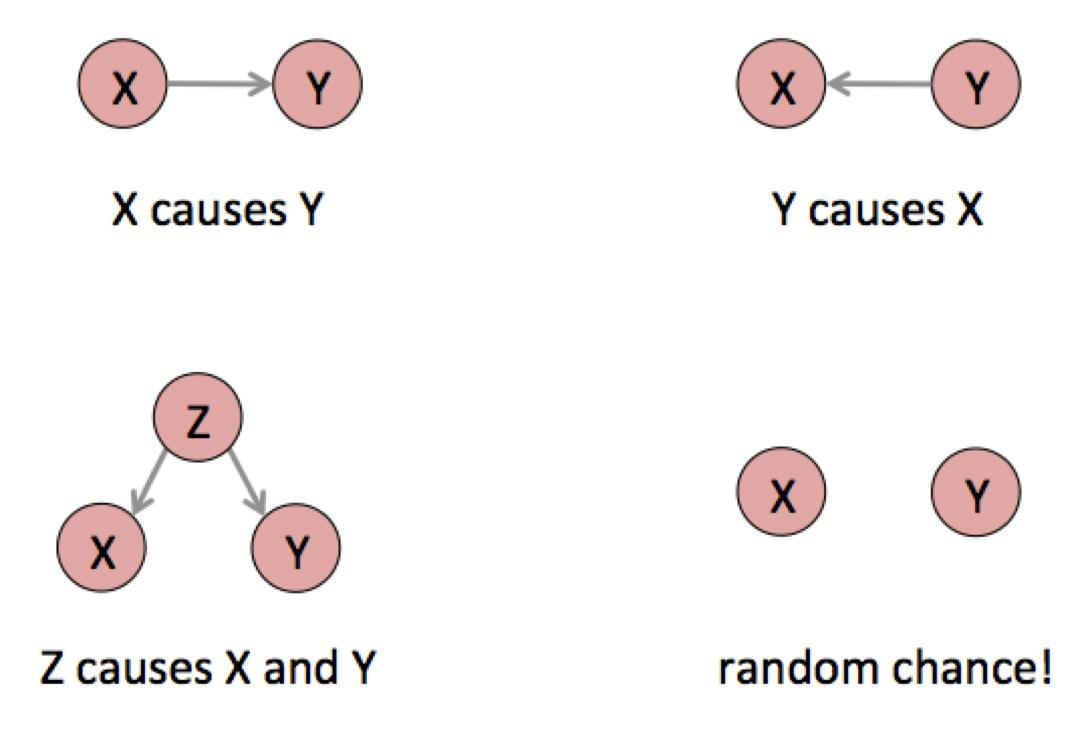 X Y
X causes Y
X Y
Y causes X
Z
X Y
Z causes X and Y
X Y
random chance!